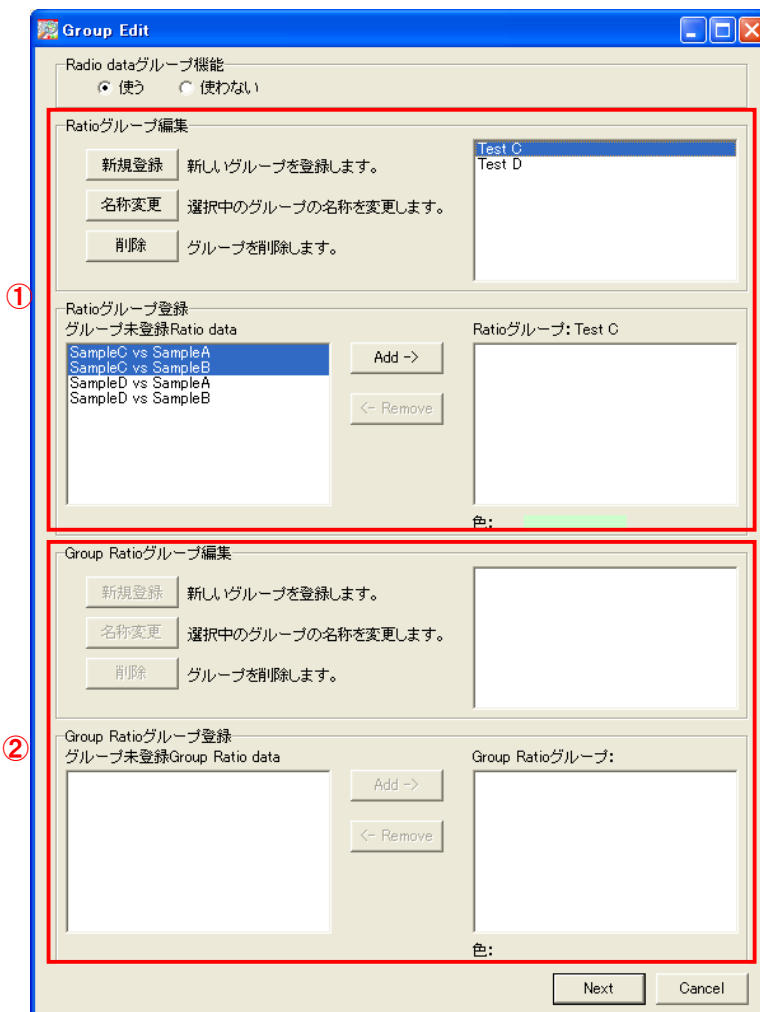 Group Edit
Radio dataグループ機能
使う 使わない
Ratioグループ編集
新規登録 新しいグループを登録します。
名称変更 選択中のグループの名称を変更します。
削除 グループを削除します。
Test C
Test D
①
Ratioグループ登録
グループ未登録Ratio data
SampleC vs SampleA
SampleC vs SampleB
SampleD vs SampleA
SampleD vs SampleB
Add ->
<- Remove
Ratioグループ: Test C
色:
Group Ratioグループ編集
新規登録 新しいグループを登録します。
名称変更 選択中のグループの名称を変更します。
削除 グループを削除します。
②
Group Ratioグループ登録
グループ未登録Group Ratio data
Add ->
<- Remove
Group Ratioグループ:
色:
Next Cancel